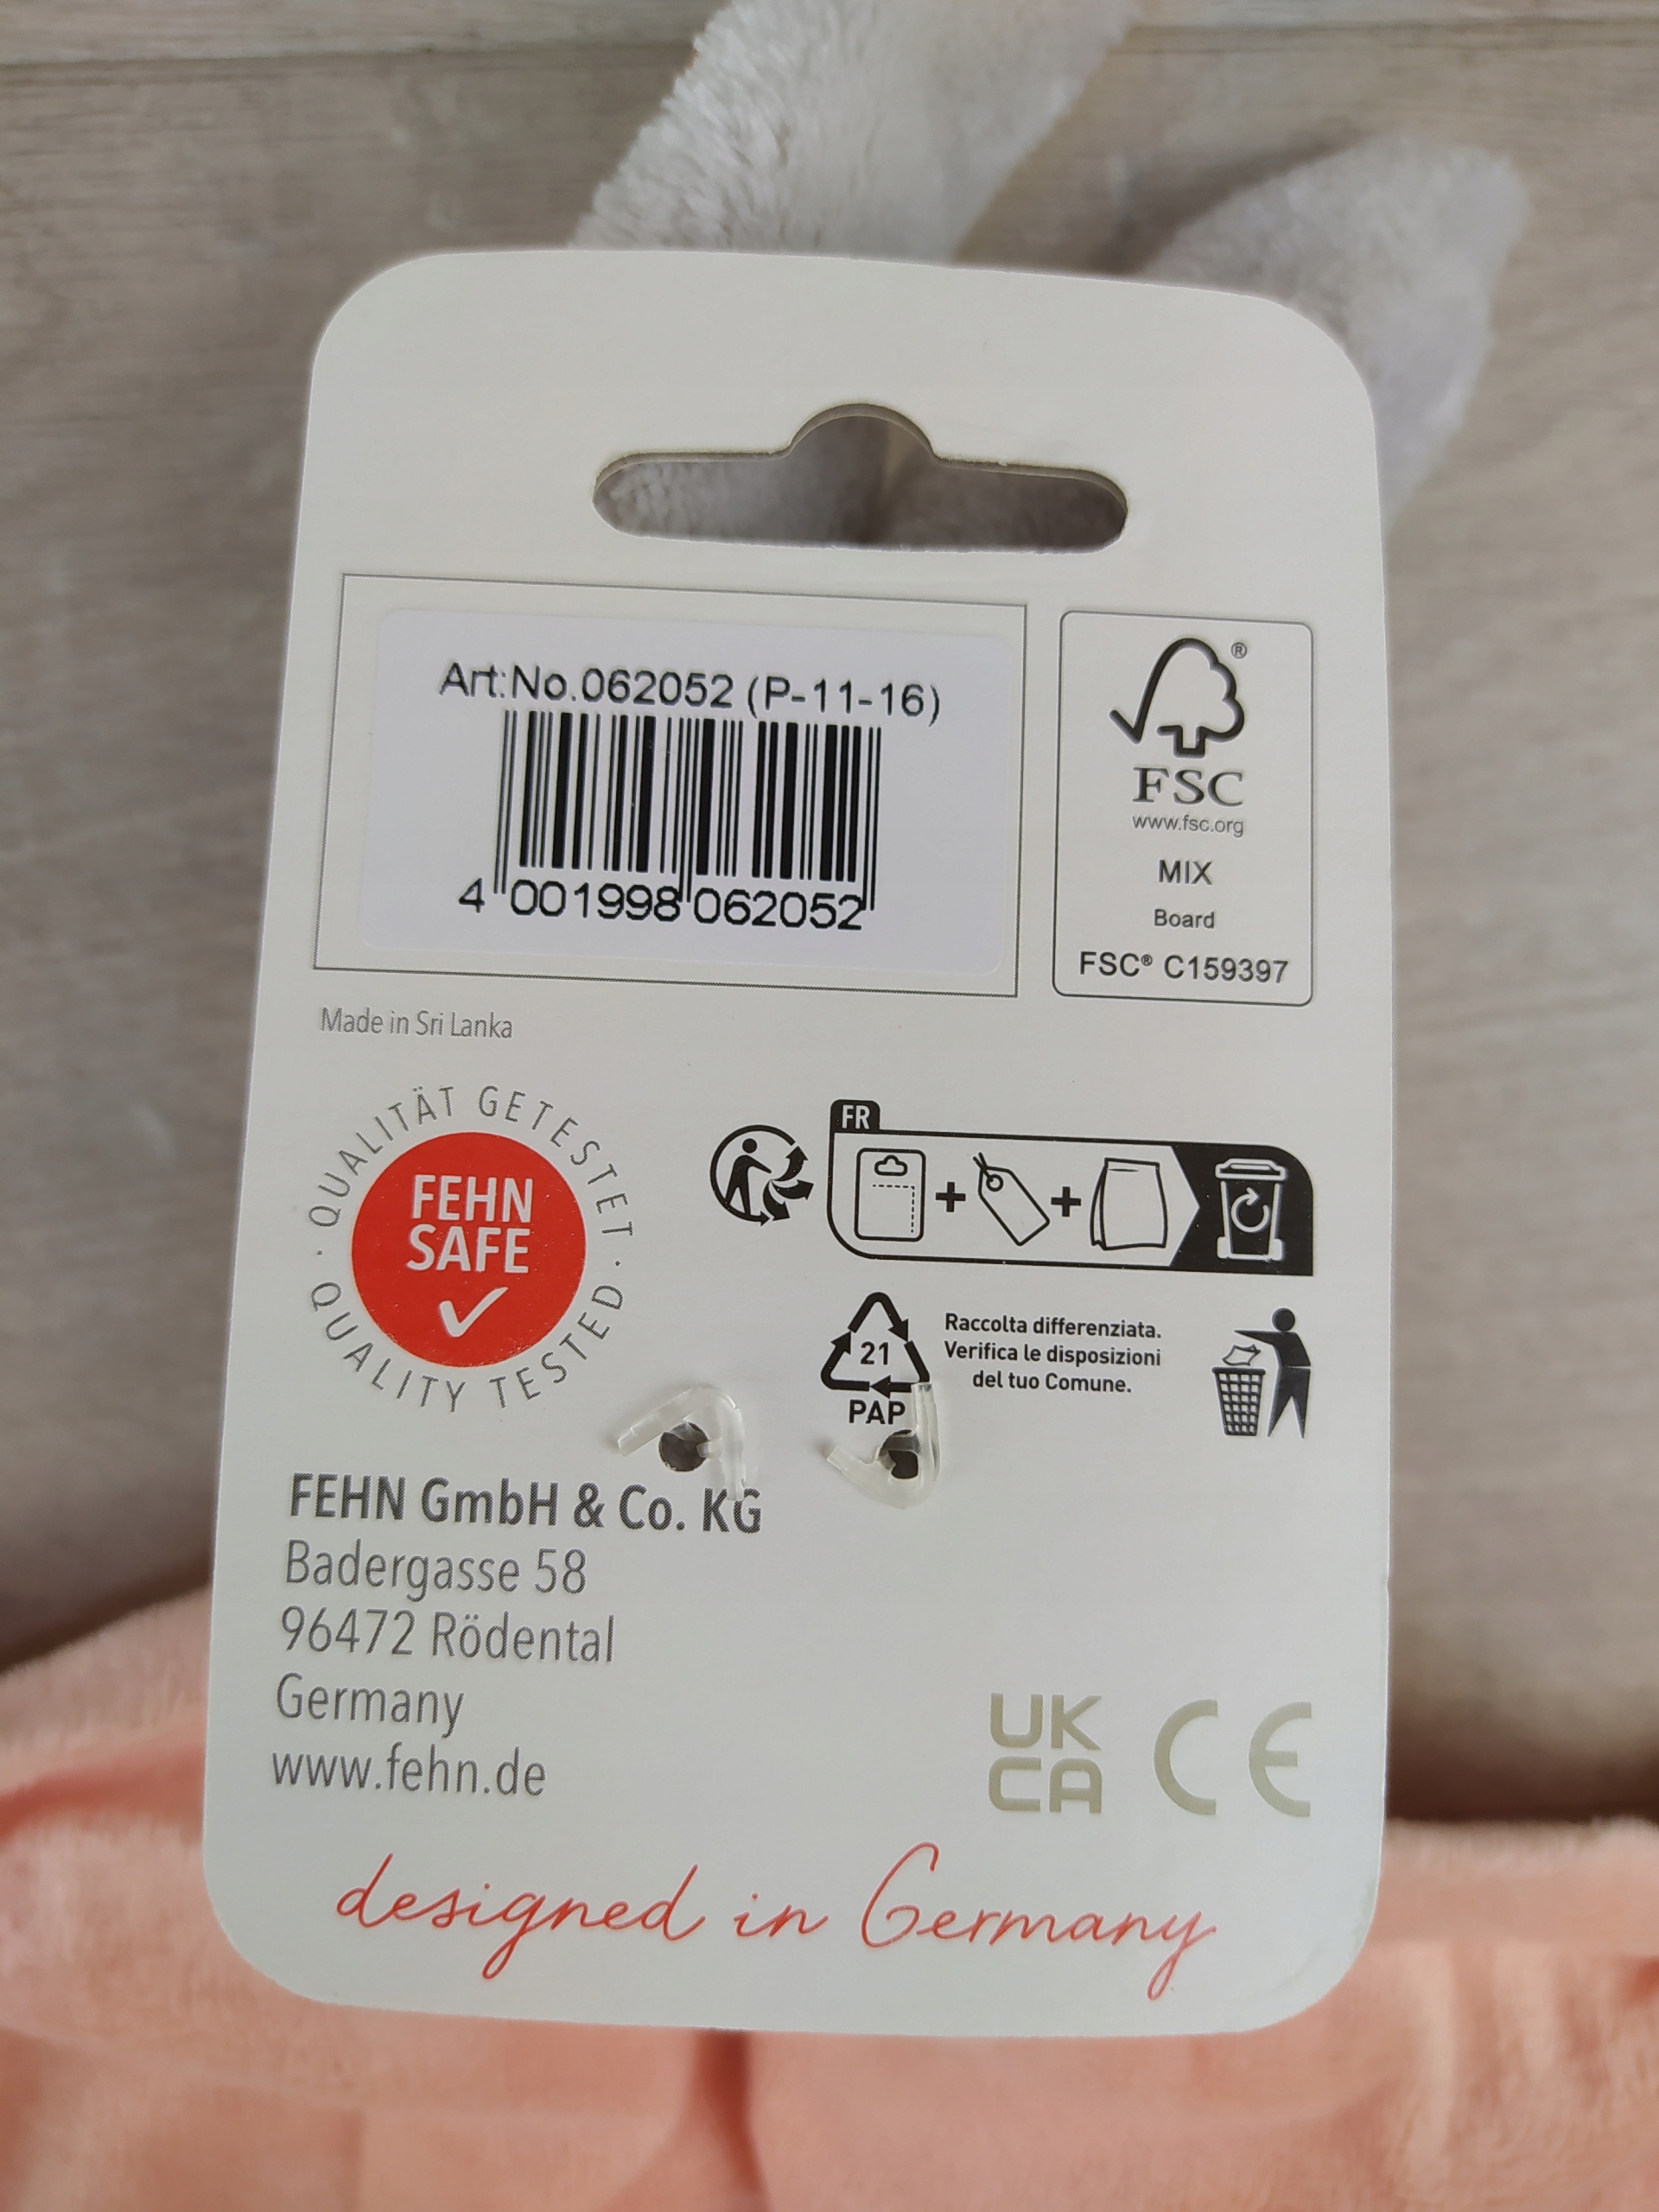 Art:No.062052 (P-11-16)
4 001998 062052
®
FSC
www.fsc.org
MIX
Board
FSC® C159397
Made in Sri Lanka
QUALITÄT GETESTET · QUALITY TESTED ·
FEHN
SAFE
FR
21
PAP
Raccolta differenziata.
Verifica le disposizioni
del tuo Comune.
FEHN GmbH & Co. KG
Badergasse 58
96472 Rödental
Germany
www.fehn.de
UK
CA
CE
designed in Germany